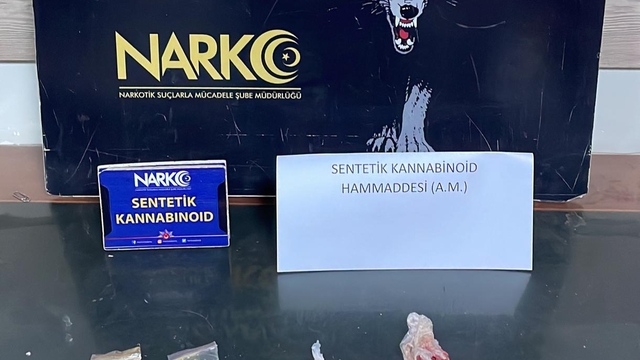 NARKO
NARKOTİK SUÇLARLA MÜCADELE ŞUBE MÜDÜRLÜĞÜ
NARKO
SENTETİK
KANNABINOID
SENTETİK KANNABİNOİD
HAMMADDESİ (A.M.)